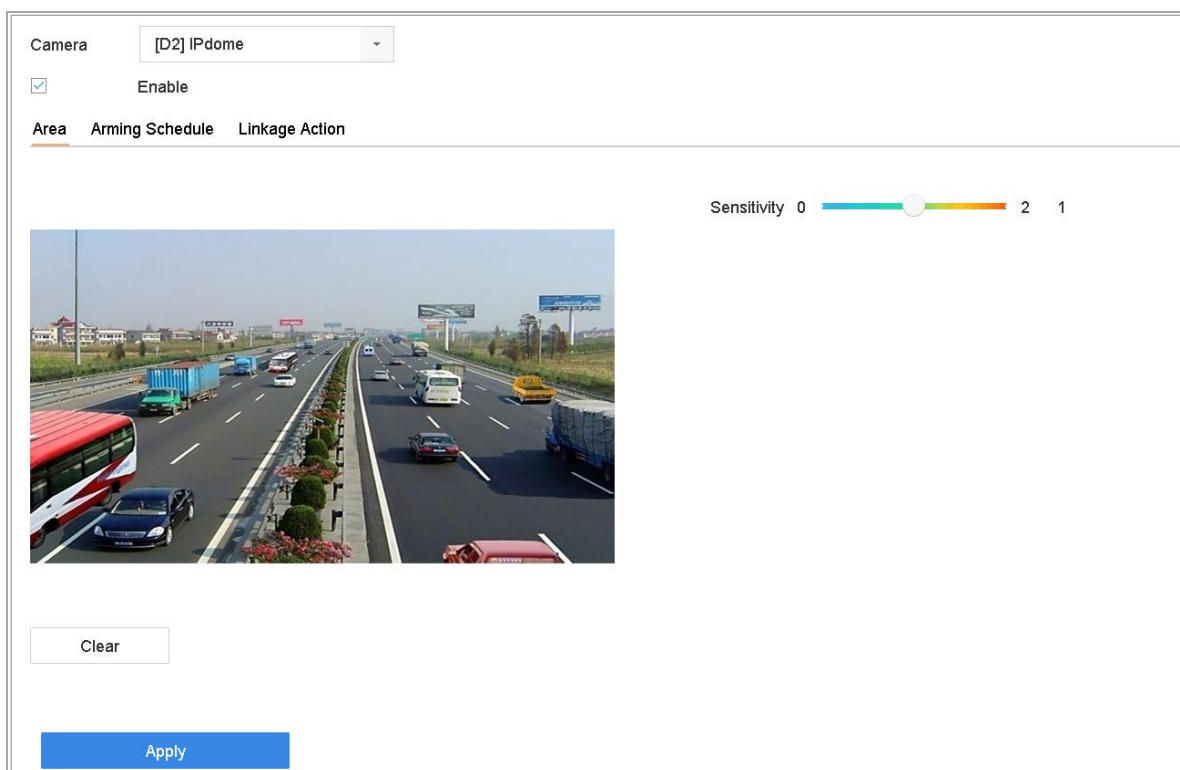 Camera [D2] IPdome
Enable
Area Arming Schedule Linkage Action
Sensitivity 0 2 1
Clear
Apply